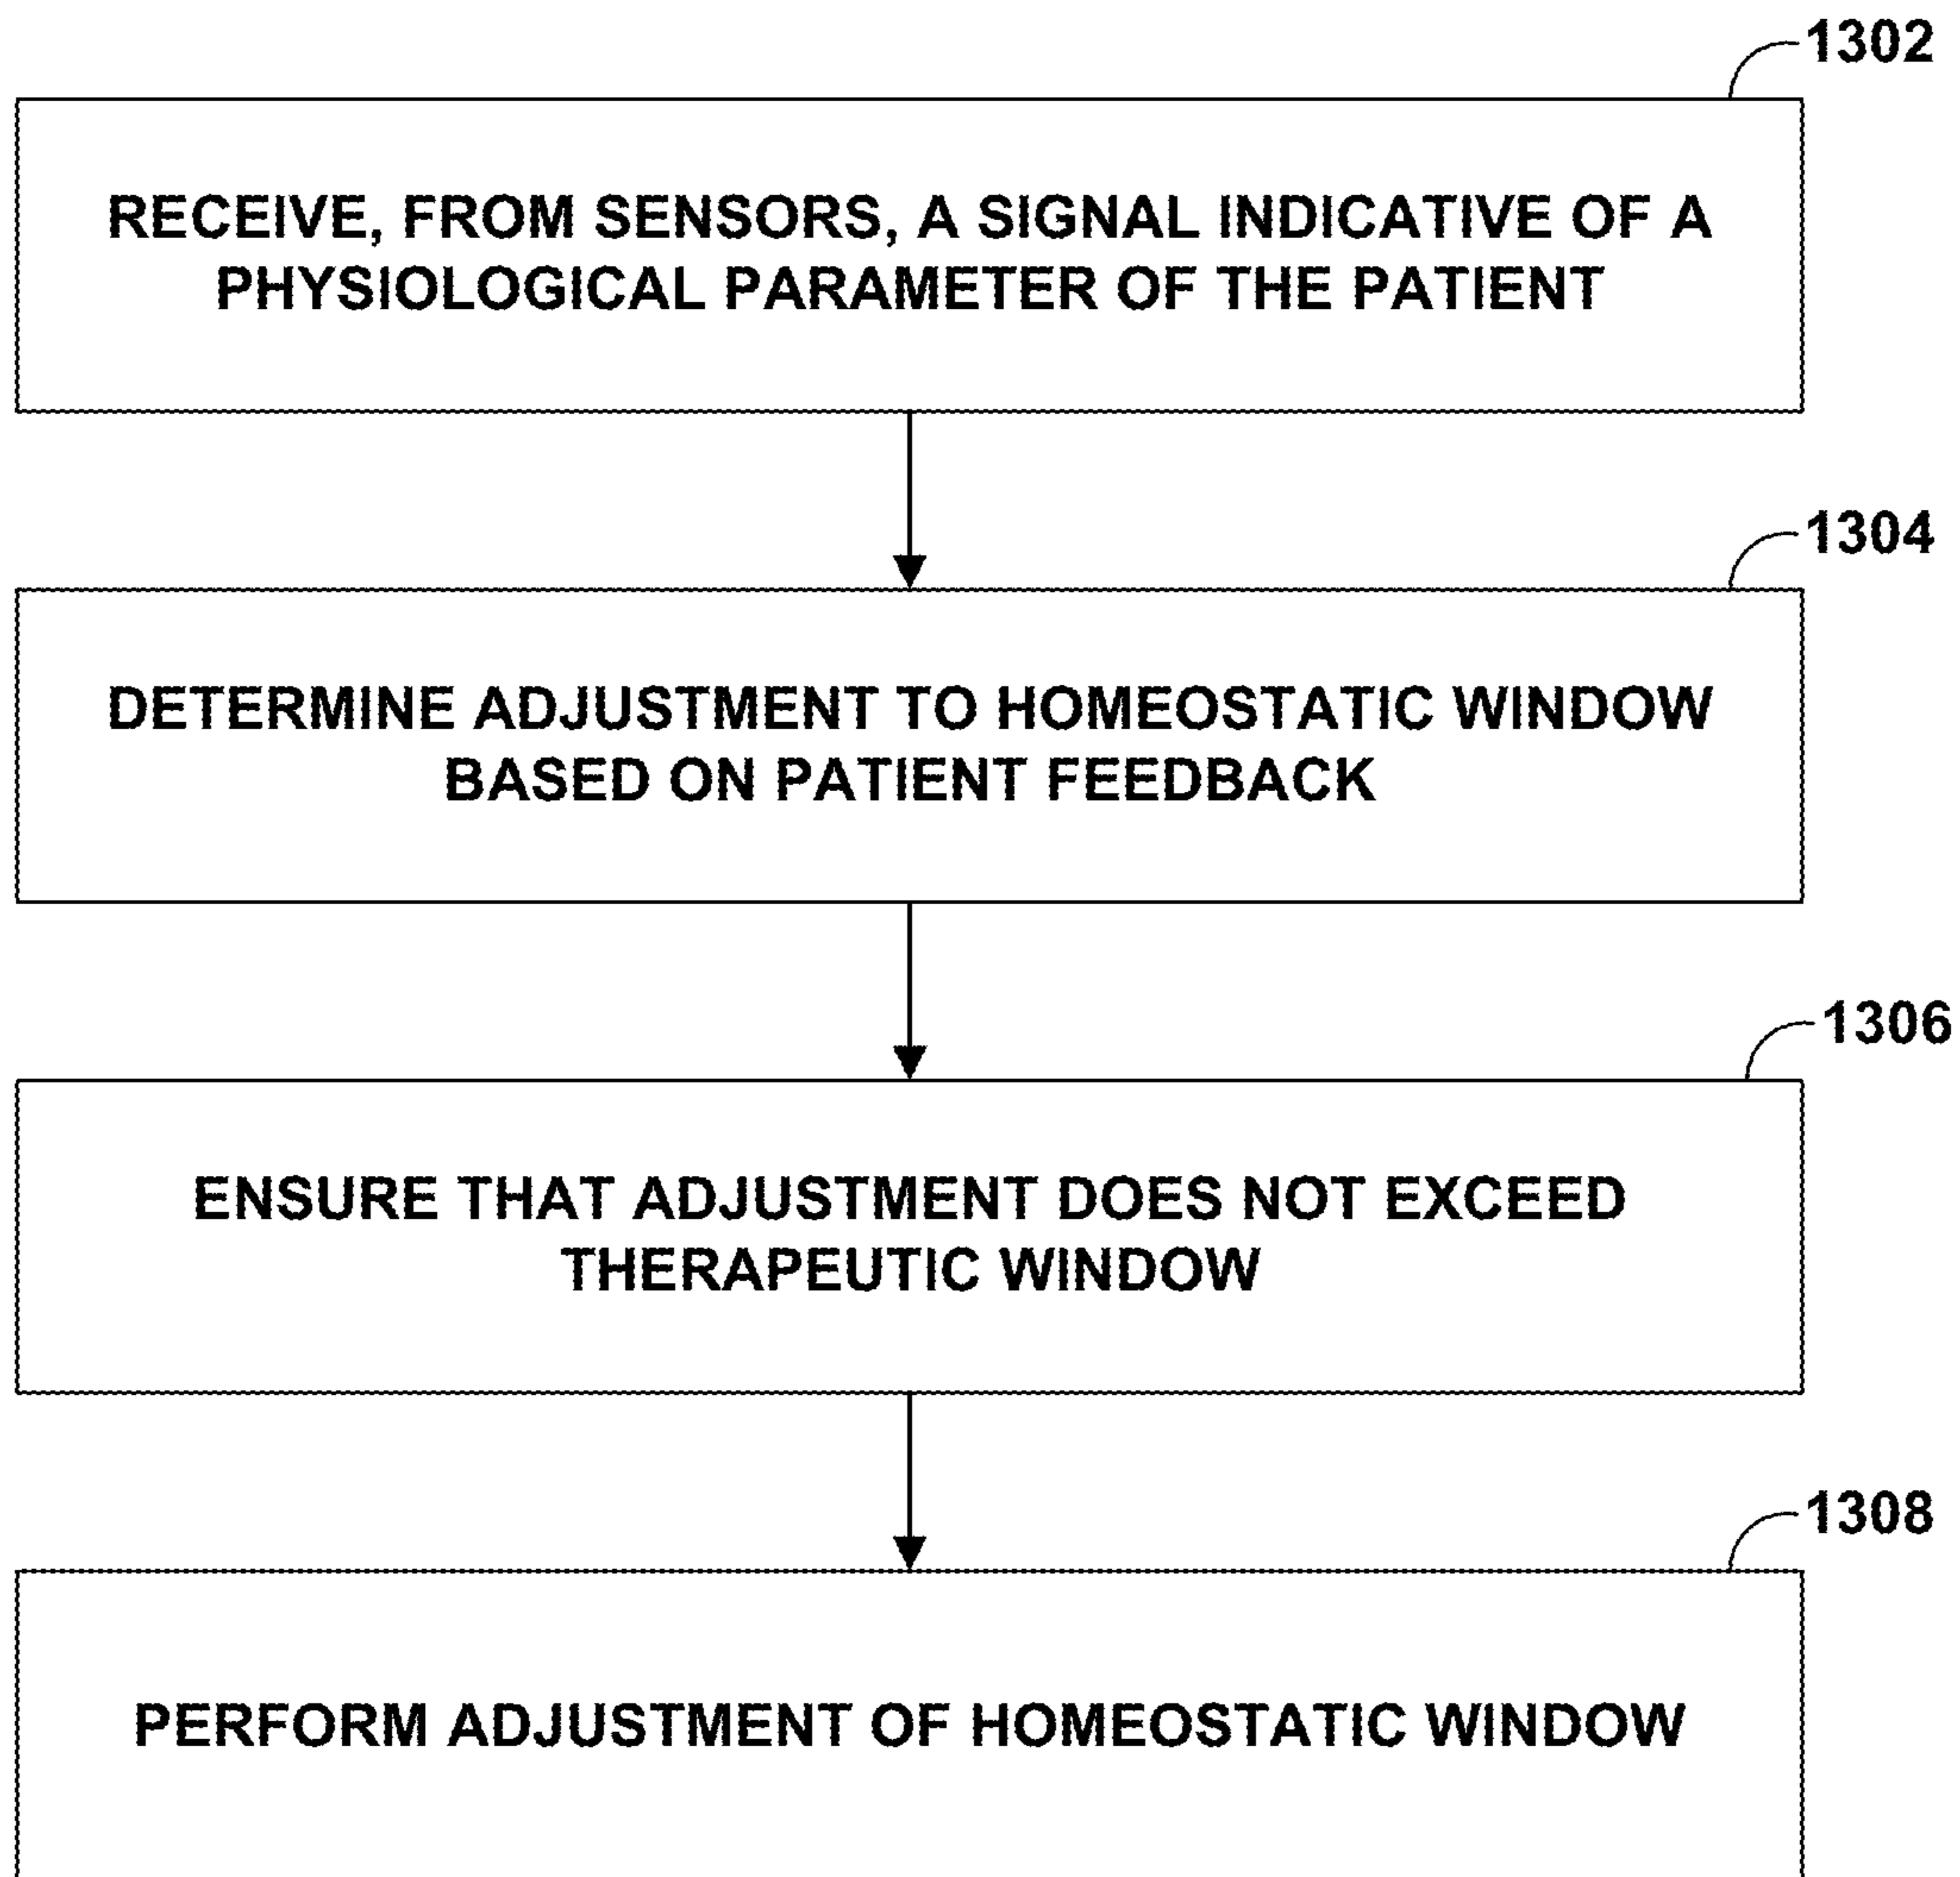 1302
RECEIVE, FROM SENSORS, A SIGNAL INDICATIVE OF A
PHYSIOLOGICAL PARAMETER OF THE PATIENT
1304
DETERMINE ADJUSTMENT TO HOMEOSTATIC WINDOW
BASED ON PATIENT FEEDBACK
1306
ENSURE THAT ADJUSTMENT DOES NOT EXCEED
THERAPEUTIC WINDOW
1308
PERFORM ADJUSTMENT OF HOMEOSTATIC WINDOW